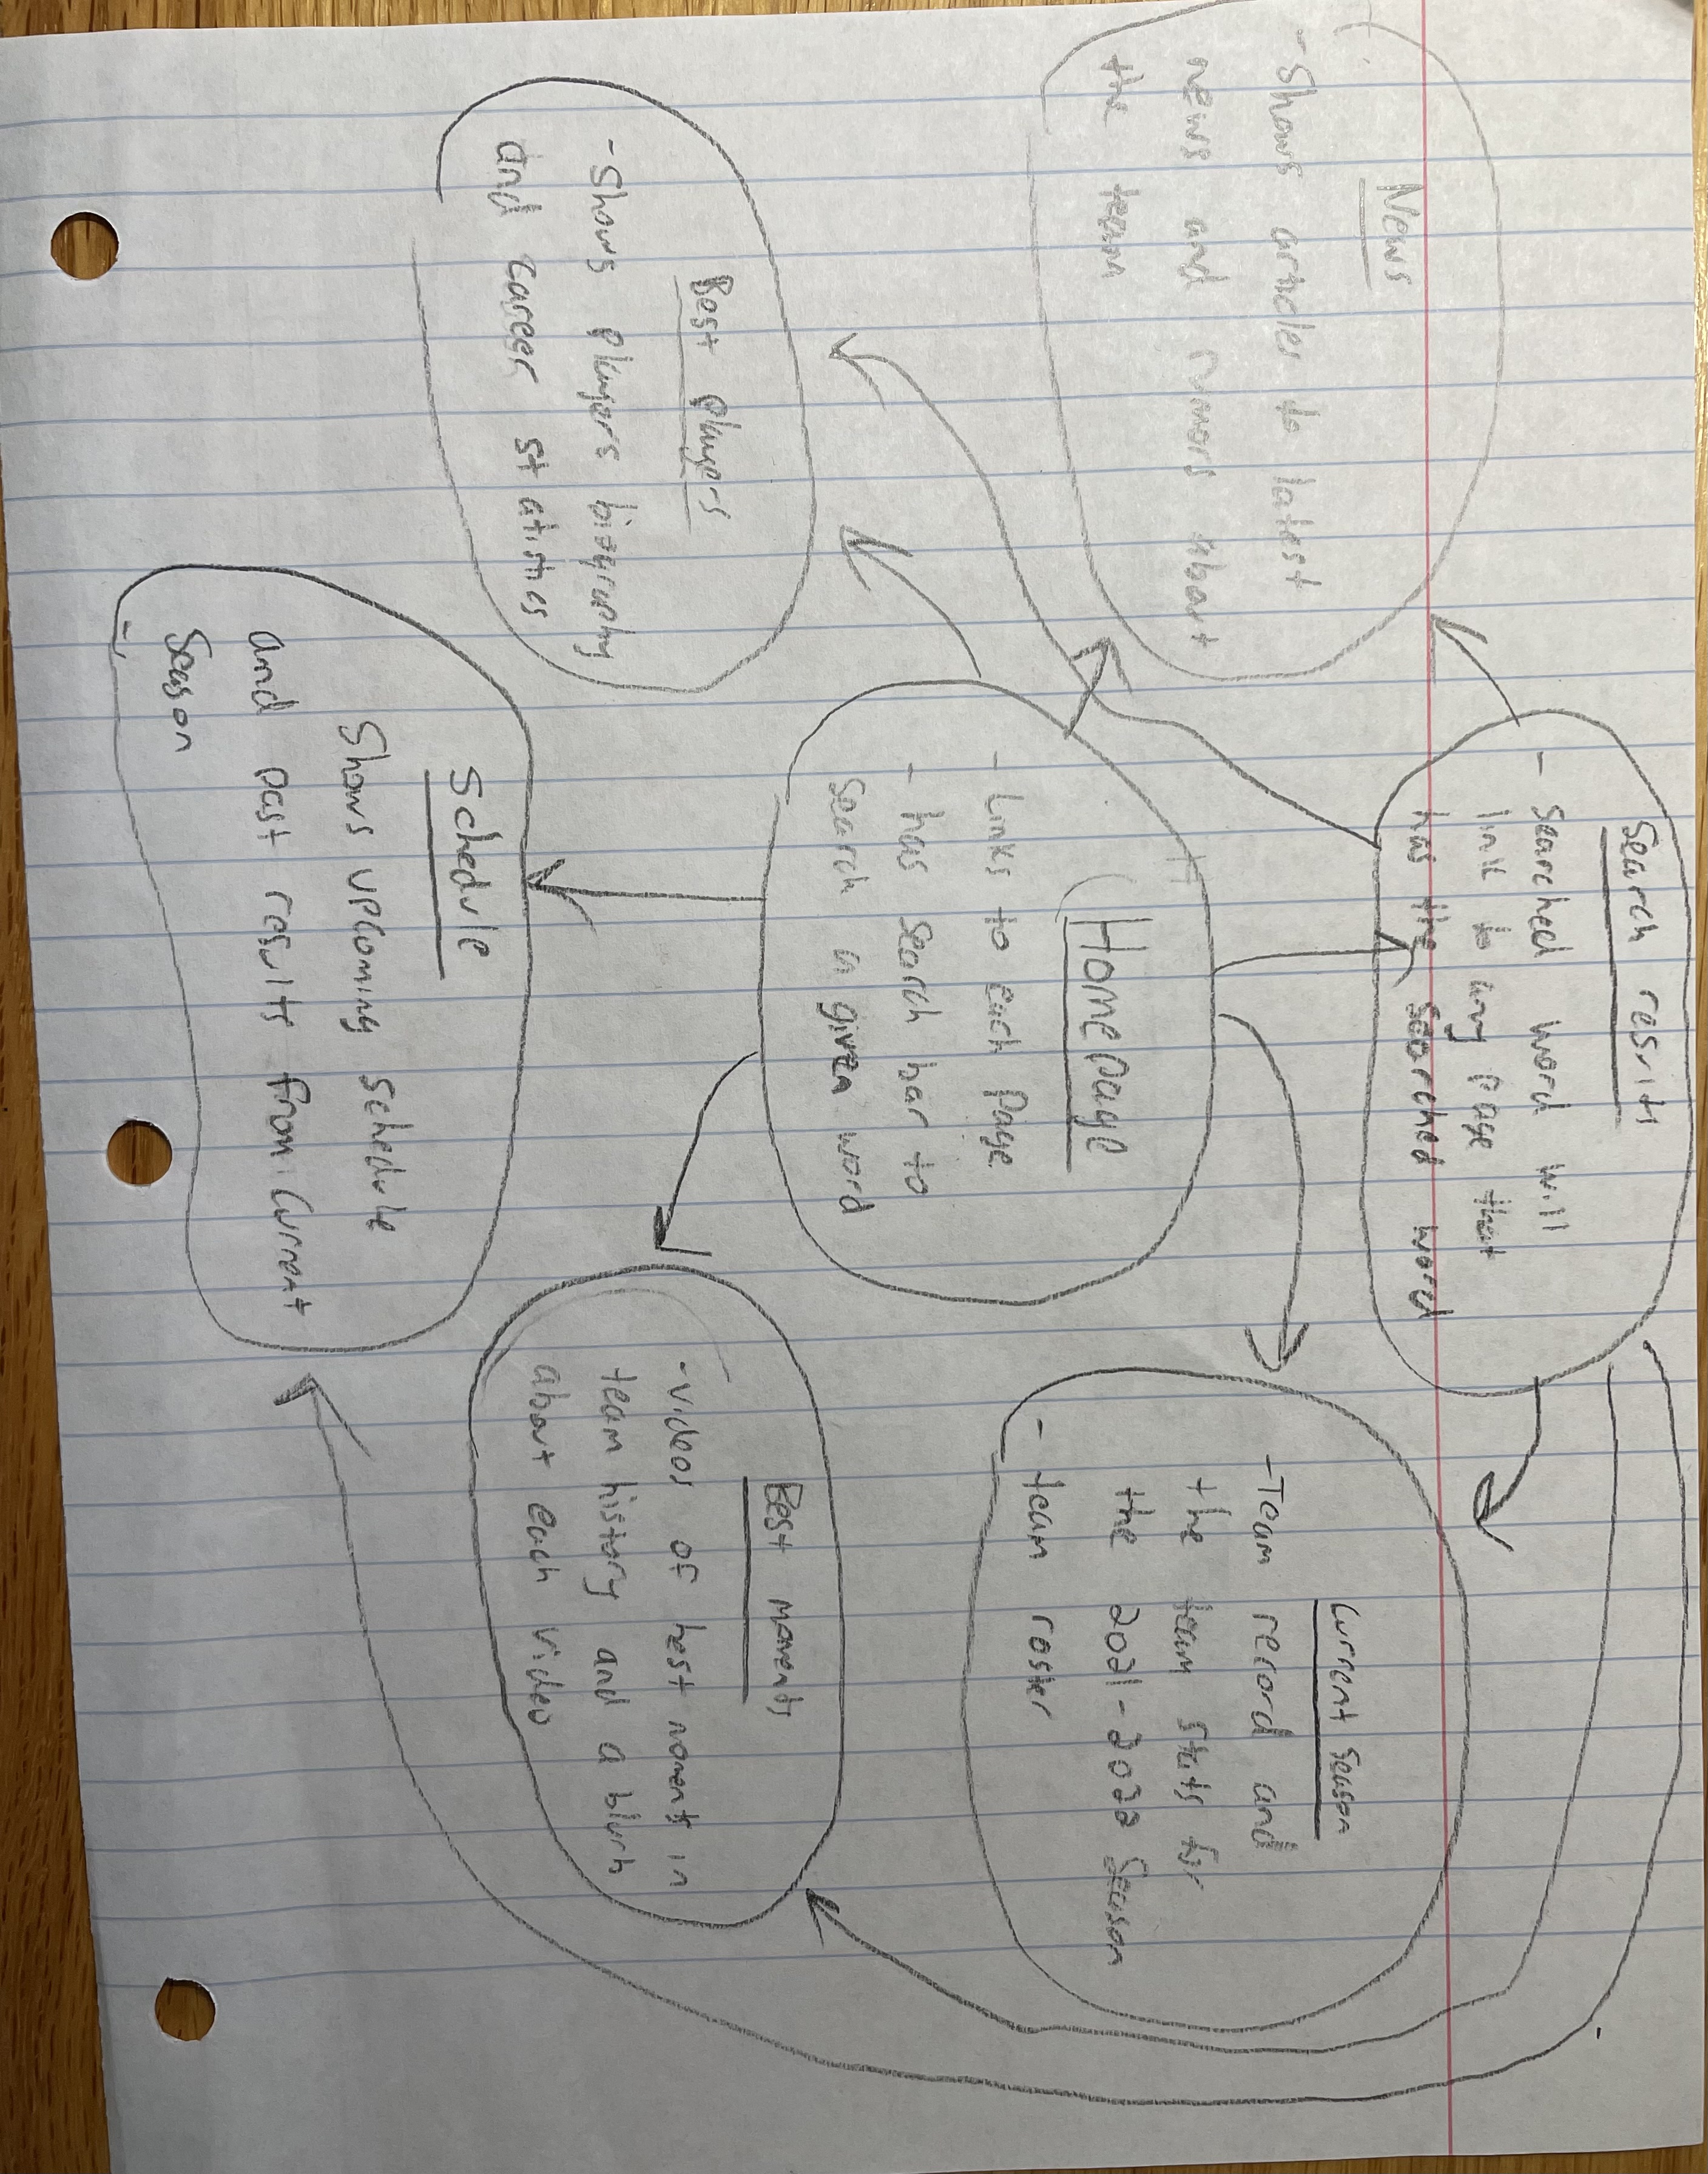 Search reslts
- Searched word will
link to any page that
has the searched word
News
- Shows articles to latest
news and rumors about
the team
Home page
- Links to each page
- has search bar to
search a given word
Current season
- Team record and
the team stats for
the 2021-2022 Season
- team roster
Best players
- Shows players biography
and career statistics
Best moments
- videos of best moments in
team history and a blurb
about each video
Schedule
Shows upcoming schedule
and past results from current
Season